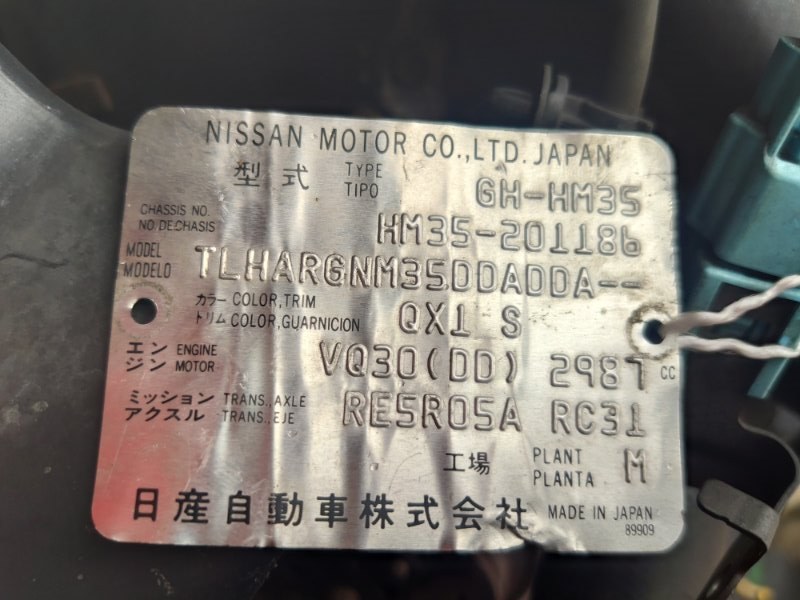 NISSAN MOTOR CO.,LTD. JAPAN
型式 TYPE TIPO GH-HM35
CHASSIS NO. NO.DECHASIS HM35-201186
MODEL MODELO TLHARGNM35DDADDA--
カラー COLOR,TRIM
トリム COLOR,GUARNICION QX1 S
エンジン ENGINE MOTOR VQ30(DD) 2987 CC
ミッション TRANS.,AXLE
アクスル TRANS.,EJE RE5R05A RC31
工場 PLANT PLANTA M
日産自動車株式会社 MADE IN JAPAN
89909